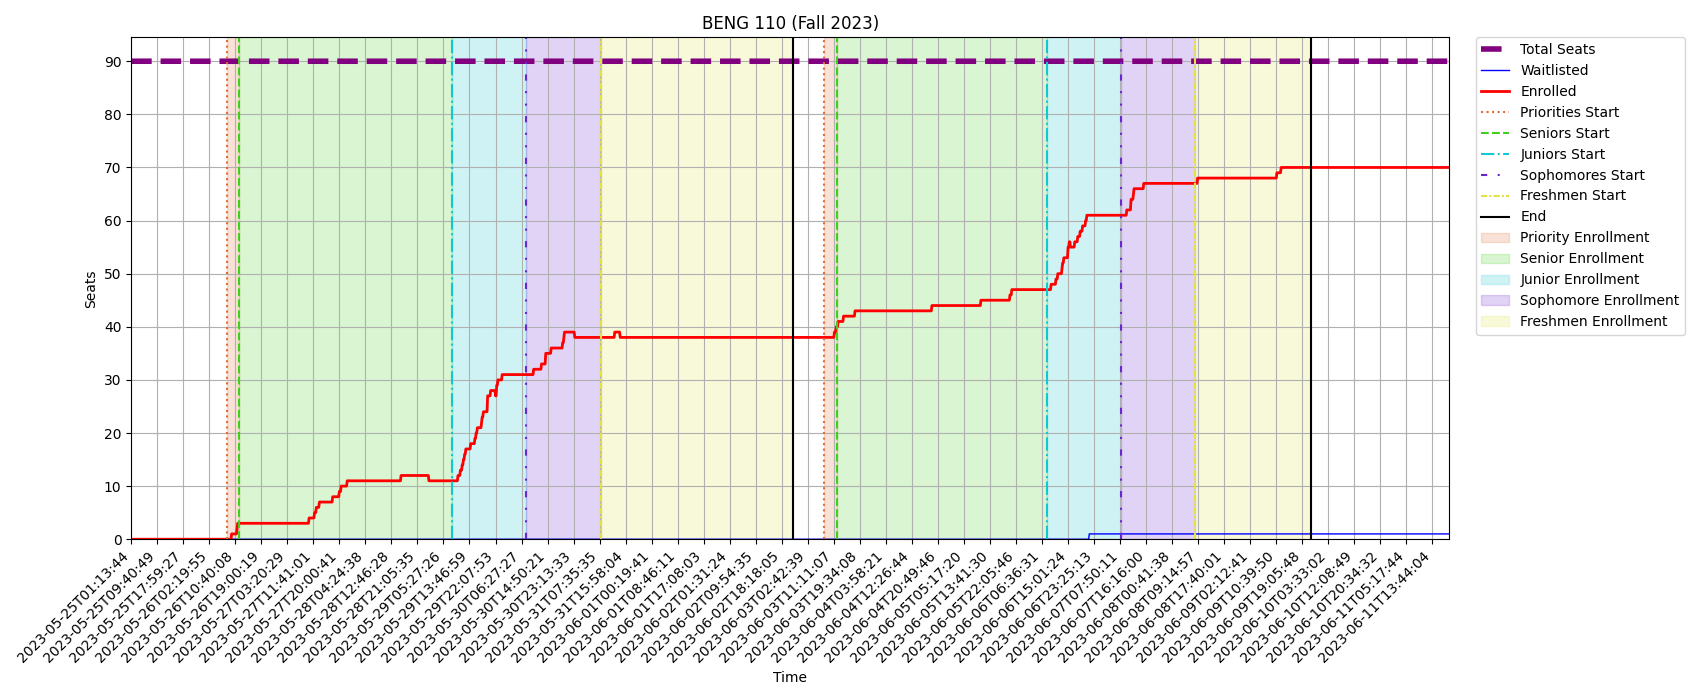 BENG 110 (Fall 2023)
Total Seats
Waitlisted
Enrolled
Priorities Start
Seniors Start
Juniors Start
Sophomores Start
Freshmen Start
End
Priority Enrollment
Senior Enrollment
Junior Enrollment
Sophomore Enrollment
Freshmen Enrollment
Seats
90
80
70
60
50
40
30
20
10
0
2023-05-25T01:13:44
2023-05-25T09:40:49
2023-05-25T17:59:27
2023-05-26T02:19:55
2023-05-26T10:40:08
2023-05-26T19:00:19
2023-05-27T03:20:29
2023-05-27T11:41:01
2023-05-27T20:00:41
2023-05-28T04:24:38
2023-05-28T12:46:28
2023-05-28T21:05:35
2023-05-29T05:27:26
2023-05-29T13:46:59
2023-05-29T22:07:53
2023-05-30T06:27:27
2023-05-30T14:50:21
2023-05-30T23:13:33
2023-05-31T07:35:35
2023-05-31T15:58:04
2023-06-01T00:19:41
2023-06-01T08:46:11
2023-06-01T17:08:03
2023-06-02T01:31:24
2023-06-02T09:54:35
2023-06-02T18:18:05
2023-06-03T02:42:39
2023-06-03T11:11:07
2023-06-03T19:34:08
2023-06-04T03:58:21
2023-06-04T12:26:44
2023-06-04T20:49:46
2023-06-05T05:17:20
2023-06-05T13:41:30
2023-06-05T22:05:46
2023-06-06T06:36:31
2023-06-06T15:01:24
2023-06-06T23:25:13
2023-06-07T07:50:11
2023-06-07T16:16:00
2023-06-08T00:41:38
2023-06-08T09:14:57
2023-06-08T17:40:01
2023-06-09T02:12:41
2023-06-09T10:39:50
2023-06-09T19:05:48
2023-06-10T03:33:02
2023-06-10T12:08:49
2023-06-10T20:34:32
2023-06-11T05:17:44
2023-06-11T13:44:04
Time